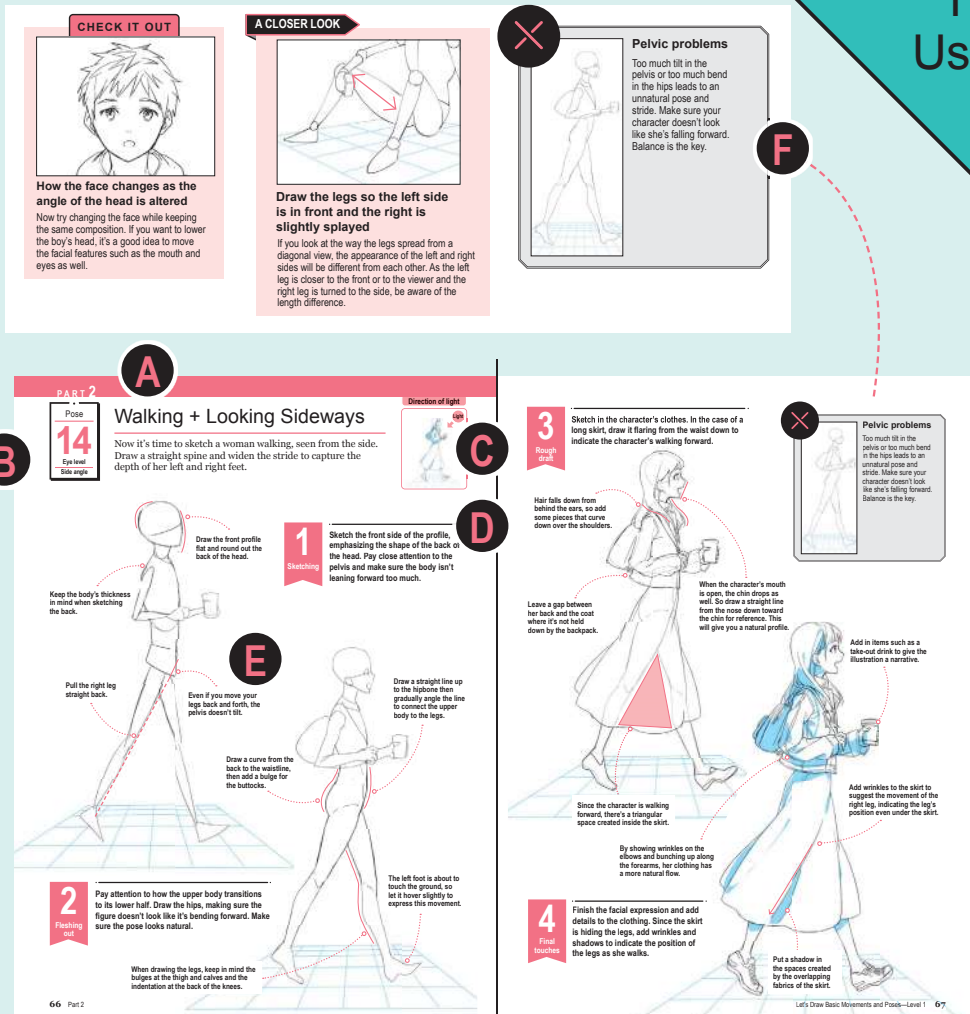 CHECK IT OUT
How the face changes as the
angle of the head is altered
Now try changing the face while keeping
the same composition. If you want to lower
the boy's head, it's a good idea to move
the facial features such as the mouth and
eyes as well.
A CLOSER LOOK
Draw the legs so the left side
is in front and the right is
slightly splayed
If you look at the way the legs spread from a
diagonal view, the appearance of the left and right
sides will be different from each other. As the left
leg is closer to the front or to the viewer and the
right leg is turned to the side, be aware of the
length difference.
Pelvic problems
Too much tilt in the
pelvis or too much bend
in the hips leads to an
unnatural pose and
stride. Make sure your
character doesn't look
like she's falling forward.
Balance is the key.
Us
F
A
B
C
D
E
PART 2
Pose
14
Eye level
Side angle
Walking + Looking Sideways
Now it's time to sketch a woman walking, seen from the side.
Draw a straight spine and widen the stride to capture the
depth of her left and right feet.
Direction of light
Light
Draw the front profile
flat and round out the
back of the head.
1
Sketching
Sketch the front side of the profile,
emphasizing the shape of the back of
the head. Pay close attention to the
pelvis and make sure the body isn't
leaning forward too much.
Keep the body's thickness
in mind when sketching
the back.
Pull the right leg
straight back.
Even if you move your
legs back and forth, the
pelvis doesn't tilt.
Draw a straight line up
to the hipbone then
gradually angle the line
to connect the upper
body to the legs.
Draw a curve from the
back to the waistline,
then add a bulge for
the buttocks.
The left foot is about to
touch the ground, so
let it hover slightly to
express this movement.
2
Fleshing
out
Pay attention to how the upper body transitions
to its lower half. Draw the hips, making sure the
figure doesn't look like it's bending forward. Make
sure the pose looks natural.
When drawing the legs, keep in mind the
bulges at the thigh and calves and the
indentation at the back of the knees.
66 Part 2
3
Rough
draft
Sketch in the character's clothes. In the case of a
long skirt, draw it flaring from the waist down to
indicate the character's walking forward.
Hair falls down from
behind the ears, so add
some pieces that curve
down over the shoulders.
Leave a gap between
her back and the coat
where it's not held
down by the backpack.
When the character's mouth
is open, the chin drops as
well. So draw a straight line
from the nose down toward
the chin for reference. This
will give you a natural profile.
Pelvic problems
Too much tilt in the
pelvis or too much bend
in the hips leads to an
unnatural pose and
stride. Make sure your
character doesn't look
like she's falling forward.
Balance is the key.
Add in items such as a
take-out drink to give the
illustration a narrative.
Since the character is walking
forward, there's a triangular
space created inside the skirt.
By showing wrinkles on the
elbows and bunching up along
the forearms, her clothing has
a more natural flow.
Add wrinkles to the skirt to
suggest the movement of the
right leg, indicating the leg's
position even under the skirt.
4
Final
touches
Finish the facial expression and add
details to the clothing. Since the skirt
is hiding the legs, add wrinkles and
shadows to indicate the position of
the legs as she walks.
Put a shadow in
the spaces created
by the overlapping
fabrics of the skirt.
Let's Draw Basic Movements and Poses—Level 1 67